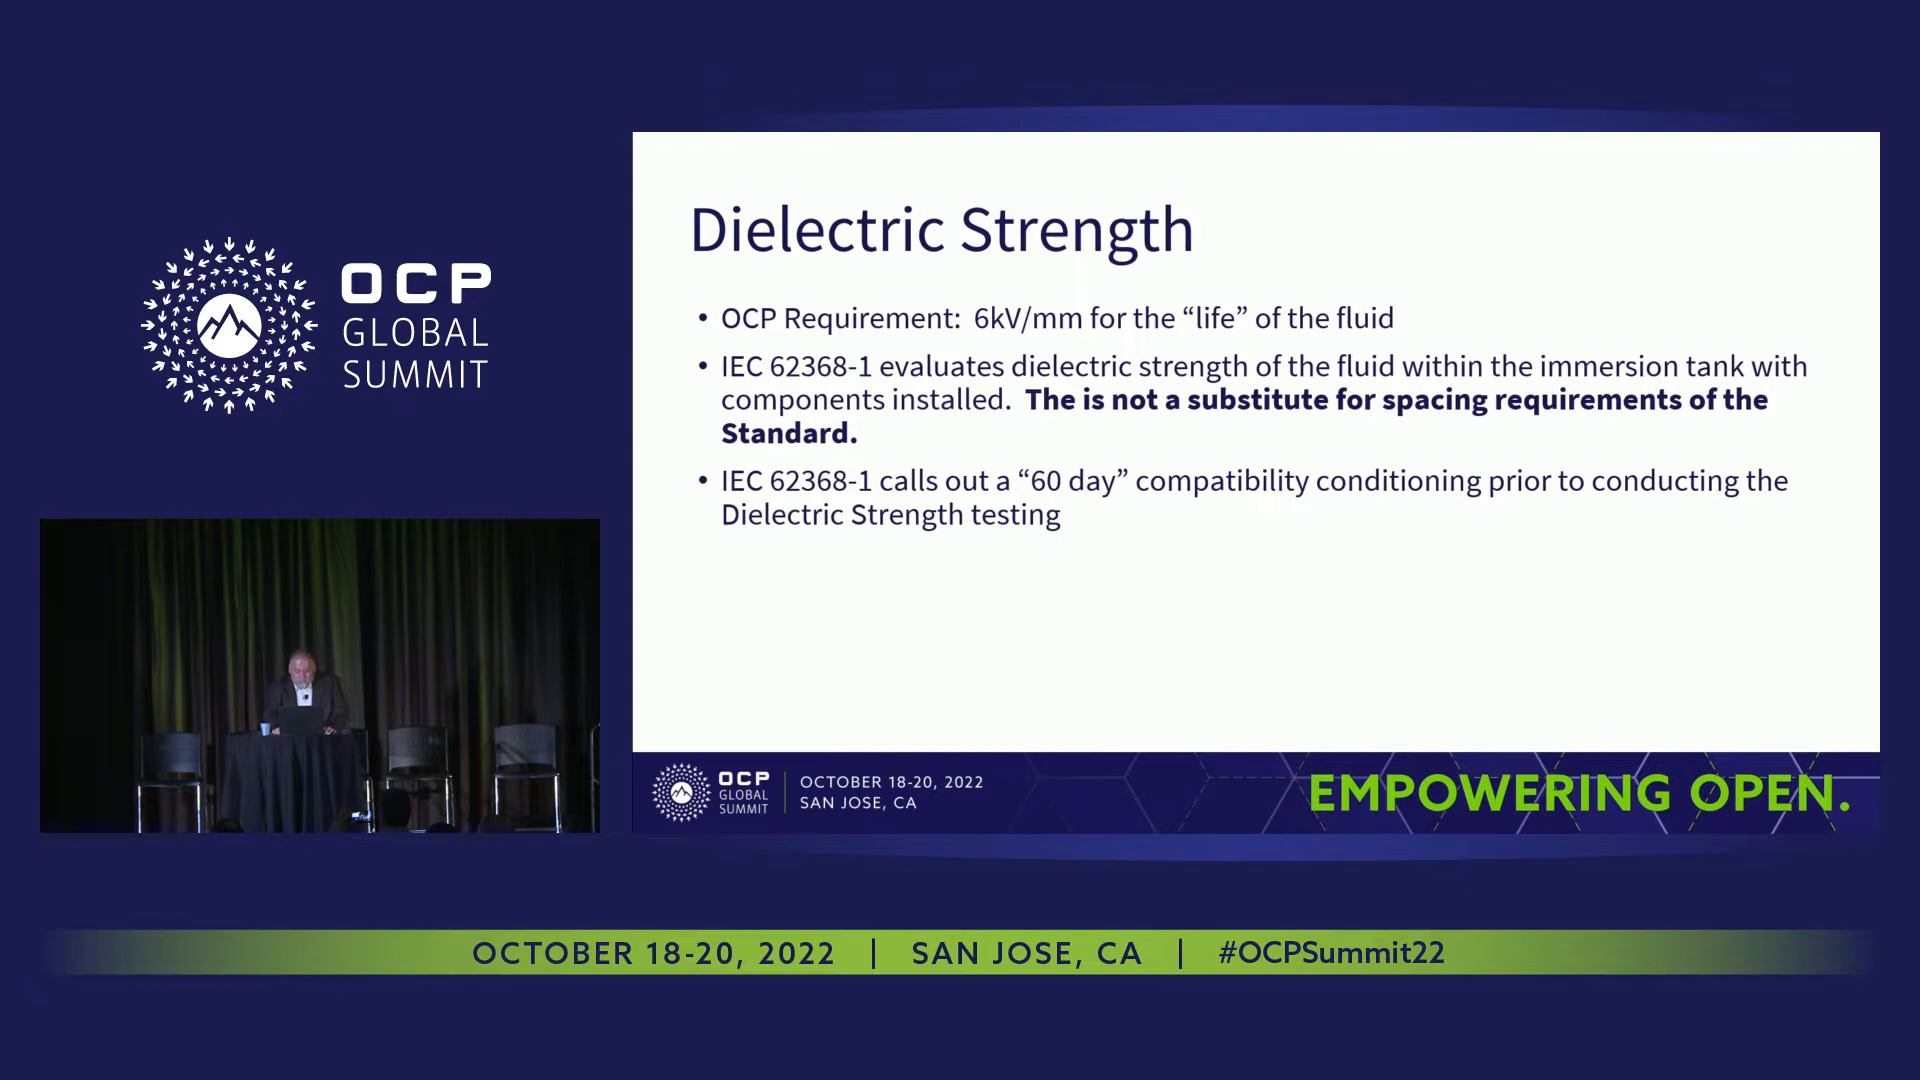 OCP
GLOBAL
SUMMIT
Dielectric Strength
• OCP Requirement:  6kV/mm for the “life” of the fluid
• IEC 62368-1 evaluates dielectric strength of the fluid within the immersion tank with
components installed.  The is not a substitute for spacing requirements of the
Standard.
• IEC 62368-1 calls out a “60 day” compatibility conditioning prior to conducting the
Dielectric Strength testing
OCP
GLOBAL
SUMMIT
OCTOBER 18-20, 2022
SAN JOSE, CA
EMPOWERING OPEN.
OCTOBER 18-20, 2022 | SAN JOSE, CA | #OCPSummit22